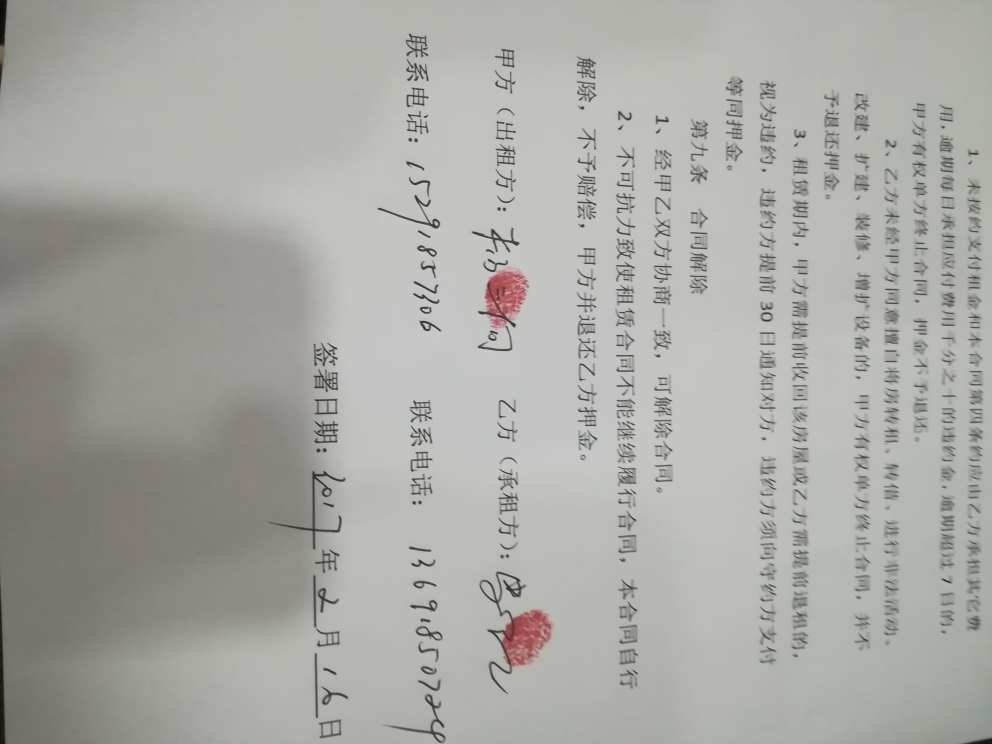 1、未按约支付租金和本合同第四条约应由乙方承担其它费
用,逾期每日承担应付费用千分之十的违约金,逾期超过 7 日的,
甲方有权单方终止合同，押金不予退还。
2、乙方未经甲方同意擅自将房转租、转借、进行非法活动、
改建、扩建、装修、增扩设备的，甲方有权单方终止合同，并不
予退还押金。
3、租赁期内，甲方需提前收回该房屋或乙方需提前退租的，
视为违约，违约方提前 30 日通知对方，违约方须向守约方支付
等同押金。
第九条 合同解除
1、经甲乙双方协商一致，可解除合同。
2、不可抗力致使租赁合同不能继续履行合同，本合同自行
解除，不予赔偿，甲方并退还乙方押金。
甲方（出租方）： 乙方（承租方）：
联系电话：15291857306 联系电话：13691850724
签署日期：2017年2月16日